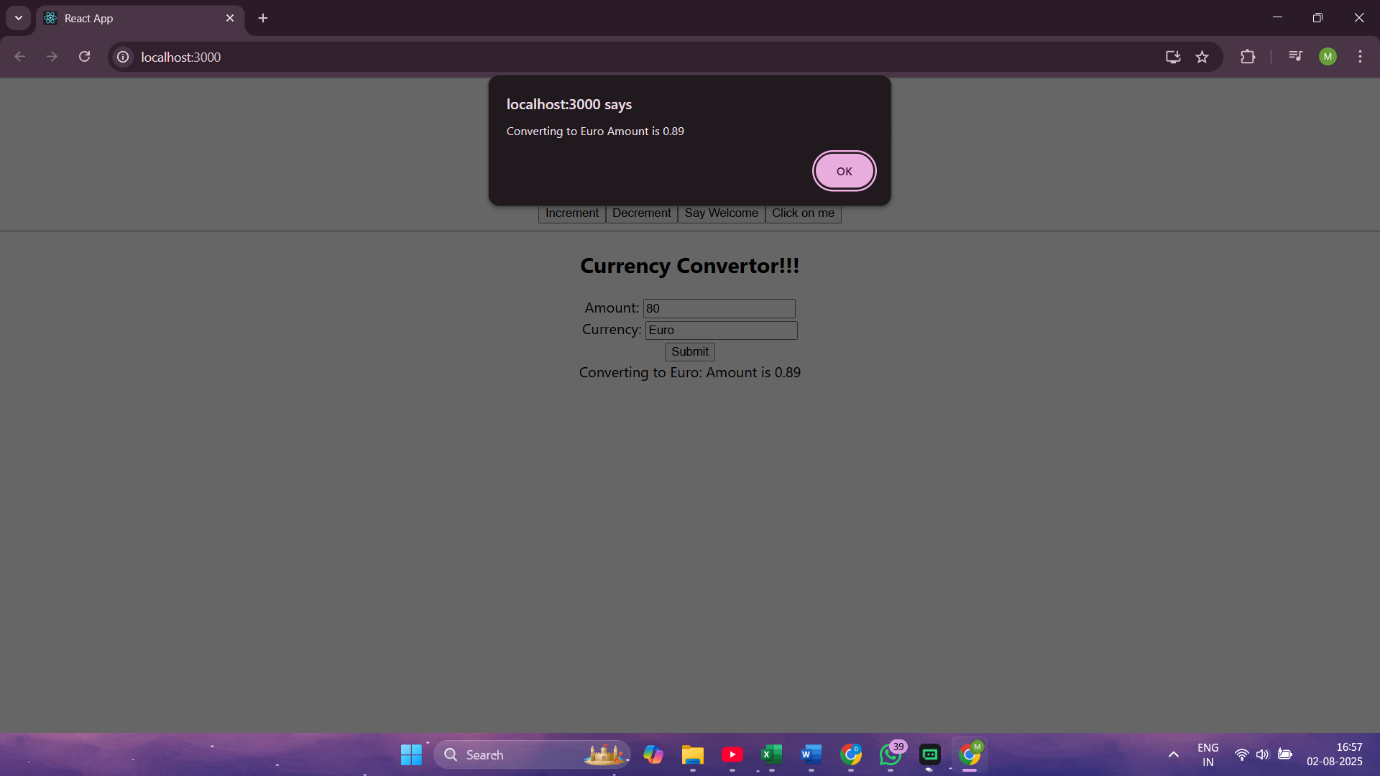 React App
localhost:3000
M
localhost:3000 says
Converting to Euro Amount is 0.89
OK
Increment Decrement Say Welcome Click on me
Currency Convertor!!!
Amount: 80
Currency: Euro
Submit
Converting to Euro: Amount is 0.89
Search
39
M
ENG
IN
16:57
02-08-2025